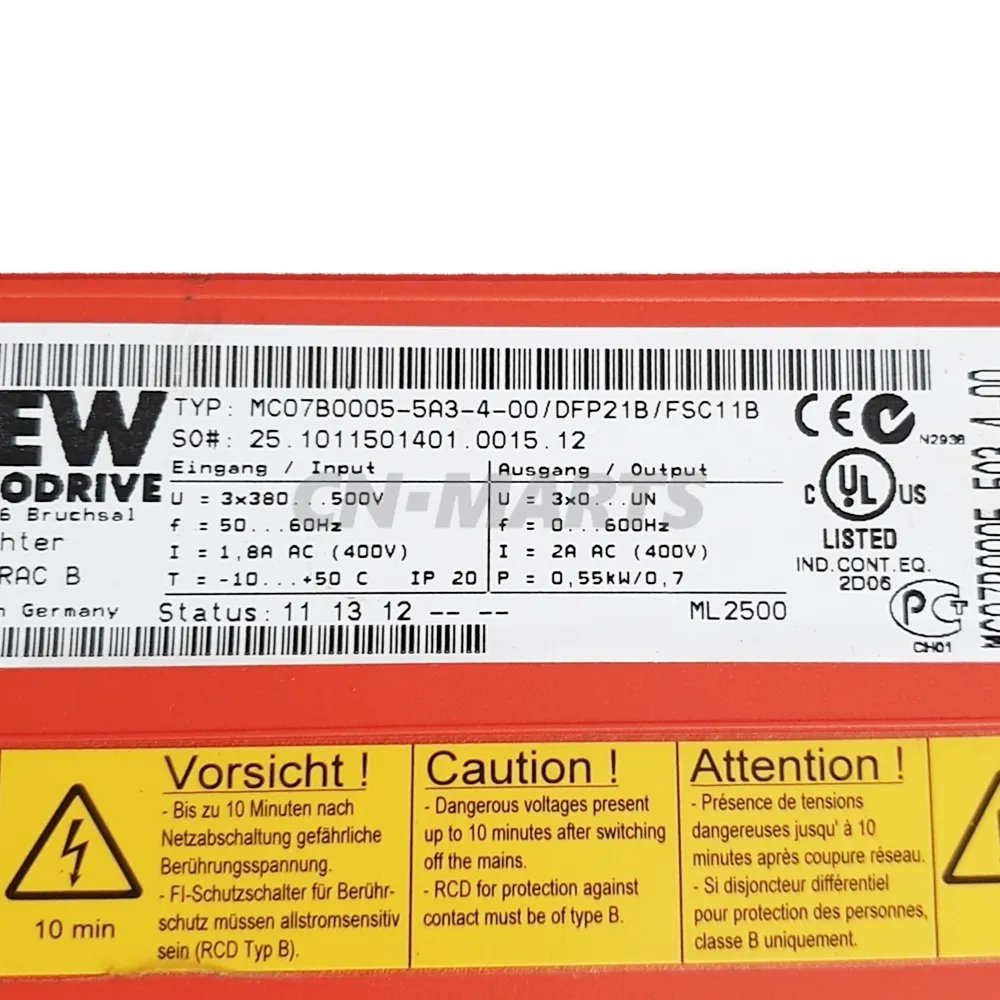 EW
ODRIVE
6 Bruchsal
hter
RAC B
n Germany
TYP: MC07B0005-5A3-4-00/DFP21B/FSC11B
SO#: 25.1011501401.0015.12
Eingang / Input
U = 3x380...500V
f = 50...60Hz
I = 1,8A AC (400V)
T = -10...+50 C IP 20
Ausgang / Output
U = 3x0...UN
f = 0...600Hz
I = 2A AC (400V)
P = 0,55kW/0,7
Status: 11 13 12 -- -- ML2500
CE
N2936
C UL US
LISTED
IND.CONT.EQ.
2D06
CH01
CN-MARTS
10 min
Vorsicht !
- Bis zu 10 Minuten nach
Netzabschaltung gefährliche
Berührungsspannung.
- FI-Schutzschalter für Berühr-
schutz müssen allstromsensitiv
sein (RCD Typ B).
Caution !
- Dangerous voltages present
up to 10 minutes after switching
off the mains.
- RCD for protection against
contact must be of type B.
Attention !
- Présence de tensions
dangereuses jusqu' à 10
minutes après coupure réseau.
- Si disjoncteur différentiel
pour protection des personnes,
classe B uniquement.